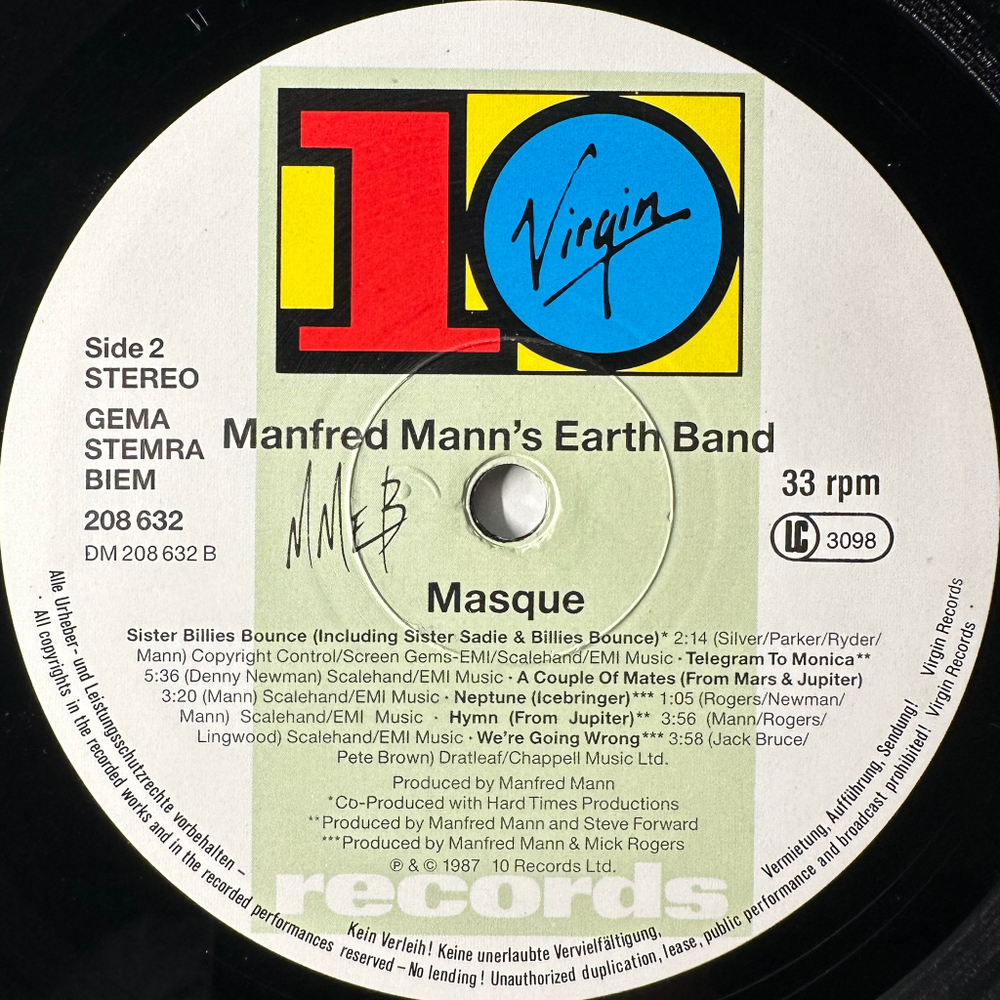 10
Virgin
Side 2
STEREO
GEMA
STEMRA
BIEM
208 632
DM 208 632 B
Manfred Mann's Earth Band
MMEB
33 rpm
LC 3098
Masque
Sister Billies Bounce (Including Sister Sadie & Billies Bounce)* 2:14 (Silver/Parker/Ryder/
Mann) Copyright Control/Screen Gems-EMI/Scalehand/EMI Music · Telegram To Monica**
5:36 (Denny Newman) Scalehand/EMI Music · A Couple Of Mates (From Mars & Jupiter)
3:20 (Mann) Scalehand/EMI Music · Neptune (Icebringer)*** 1:05 (Rogers/Newman/
Mann) Scalehand/EMI Music · Hymn (From Jupiter)** 3:56 (Mann/Rogers/
Lingwood) Scalehand/EMI Music · We're Going Wrong*** 3:58 (Jack Bruce/
Pete Brown) Dratleaf/Chappell Music Ltd.
Produced by Manfred Mann
*Co-Produced with Hard Times Productions
**Produced by Manfred Mann and Steve Forward
***Produced by Manfred Mann & Mick Rogers
℗ & © 1987 10 Records Ltd.
records
Alle Urheber- und Leistungsschutzrechte vorbehalten – Kein Verleih! Keine unerlaubte Vervielfältigung, Vermietung, Aufführung, Sendung! Virgin Records
· All copyrights in the recorded works and in the recorded performances reserved – No lending! Unauthorized duplication, lease, public performance and broadcast prohibited! Virgin Records